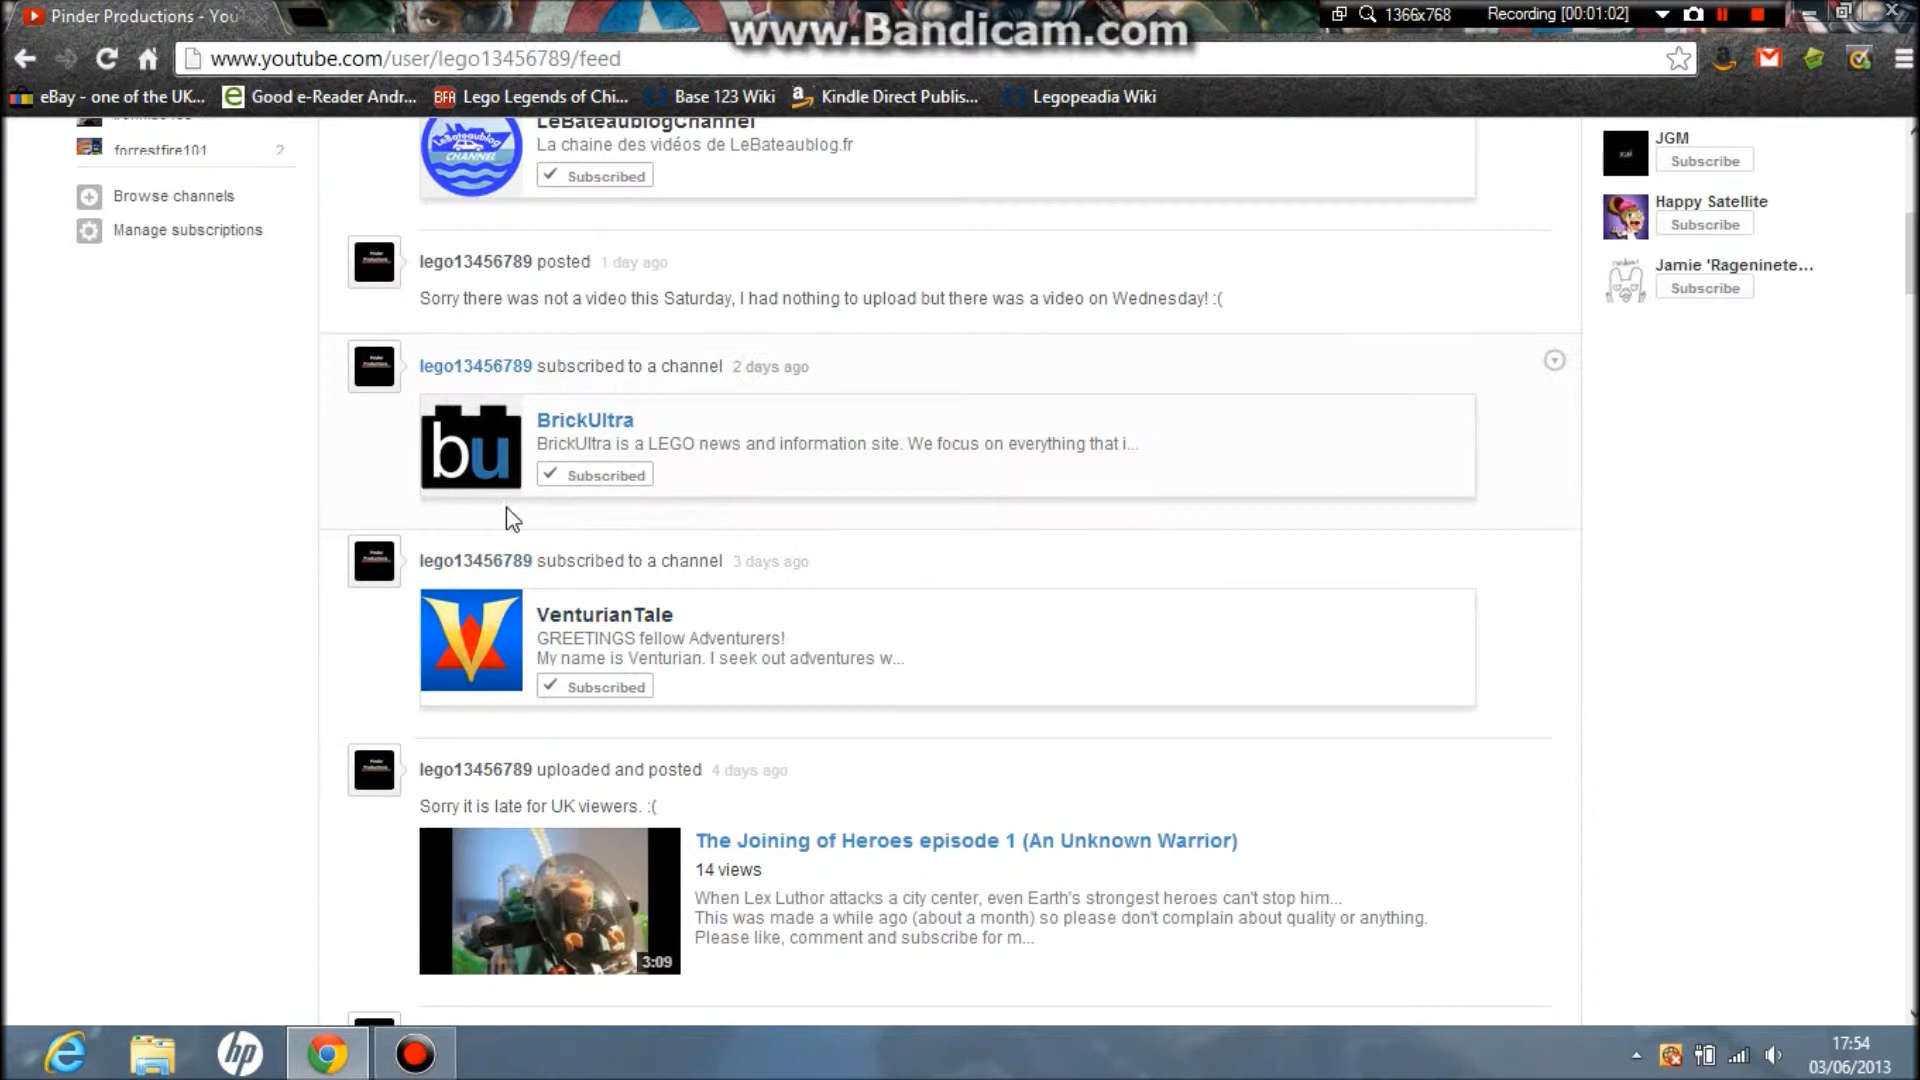 Pinder Productions - You
www.Bandicam.com
1366x768
Recording [00:01:02]
www.youtube.com/user/lego13456789/feed
eBay - one of the UK...
Good e-Reader Andr...
BFA Lego Legends of Chi...
Base 123 Wiki
Kindle Direct Publis...
Legopeadia Wiki
forrestfire101 2
Browse channels
Manage subscriptions
LeBateaublogChannel
La chaine des vidéos de LeBateaublog.fr
Subscribed
LeBateaublog
CHANNEL
lego13456789 posted 1 day ago
Sorry there was not a video this Saturday, I had nothing to upload but there was a video on Wednesday! :(
lego13456789 subscribed to a channel 2 days ago
bu
BrickUltra
BrickUltra is a LEGO news and information site. We focus on everything that i...
Subscribed
lego13456789 subscribed to a channel 3 days ago
VenturianTale
GREETINGS fellow Adventurers!
My name is Venturian. I seek out adventures w...
Subscribed
lego13456789 uploaded and posted 4 days ago
Sorry it is late for UK viewers. :(
3:09
The Joining of Heroes episode 1 (An Unknown Warrior)
14 views
When Lex Luthor attacks a city center, even Earth's strongest heroes can't stop him...
This was made a while ago (about a month) so please don't complain about quality or anything.
Please like, comment and subscribe for m...
JGM
Subscribe
Happy Satellite
Subscribe
Jamie 'Rageninete...
Subscribe
hp
17:54
03/06/2013